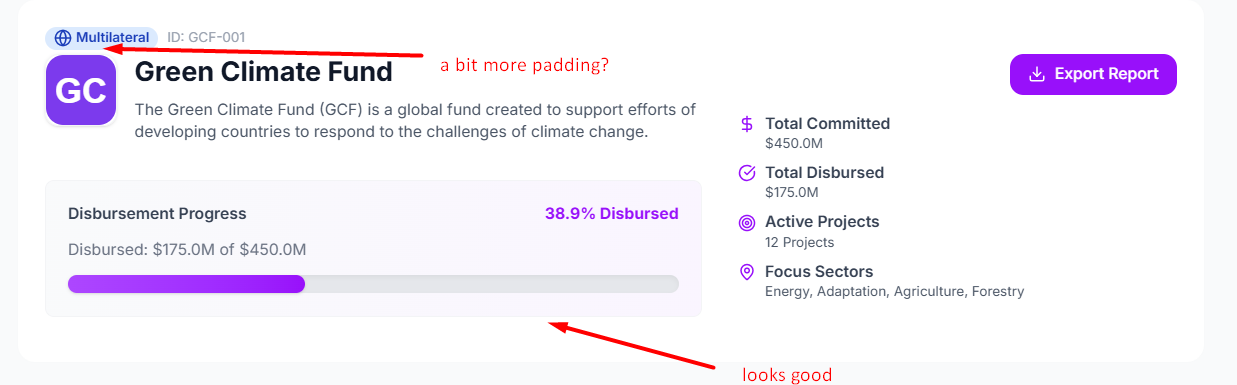 Multilateral ID: GCF-001
a bit more padding?
GC
Green Climate Fund
The Green Climate Fund (GCF) is a global fund created to support efforts of
developing countries to respond to the challenges of climate change.
Export Report
Disbursement Progress 38.9% Disbursed
Disbursed: $175.0M of $450.0M
Total Committed
$450.0M
Total Disbursed
$175.0M
Active Projects
12 Projects
Focus Sectors
Energy, Adaptation, Agriculture, Forestry
looks good